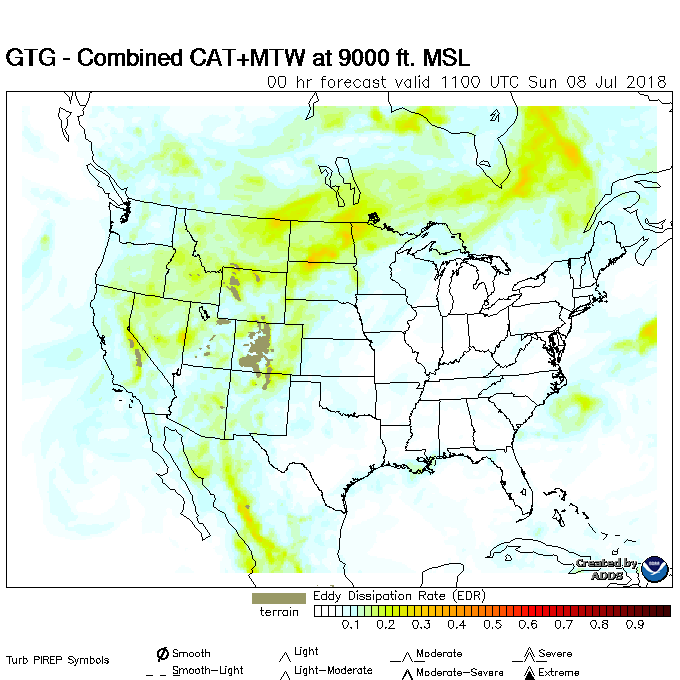 GTG - Combined CAT+MTW at 9000 ft. MSL
00 hr forecast valid 1100 UTC Sun 08 Jul 2018
Created by
ADDS
Eddy Dissipation Rate (EDR)
terrain
0.1 0.2 0.3 0.4 0.5 0.6 0.7 0.8 0.9
Turb PIREP Symbols
Smooth Light Moderate Severe
Smooth-Light Light-Moderate Moderate-Severe Extreme